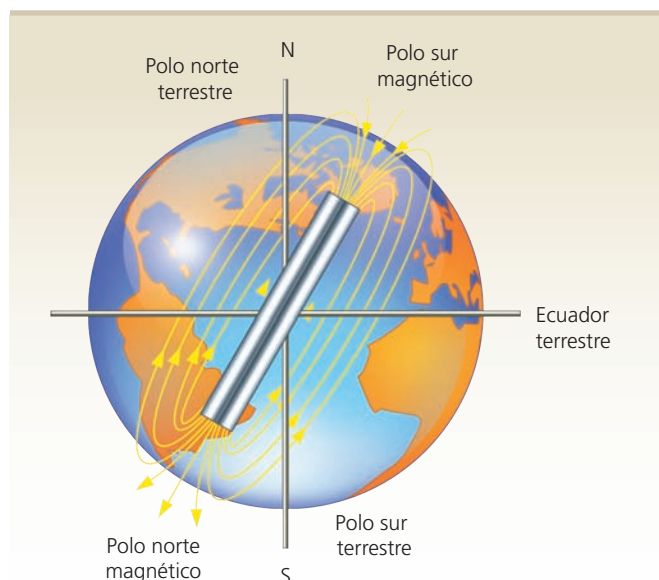 N
Polo norte
terrestre
Polo sur
magnético
Ecuador
terrestre
Polo sur
terrestre
Polo norte
magnético
S